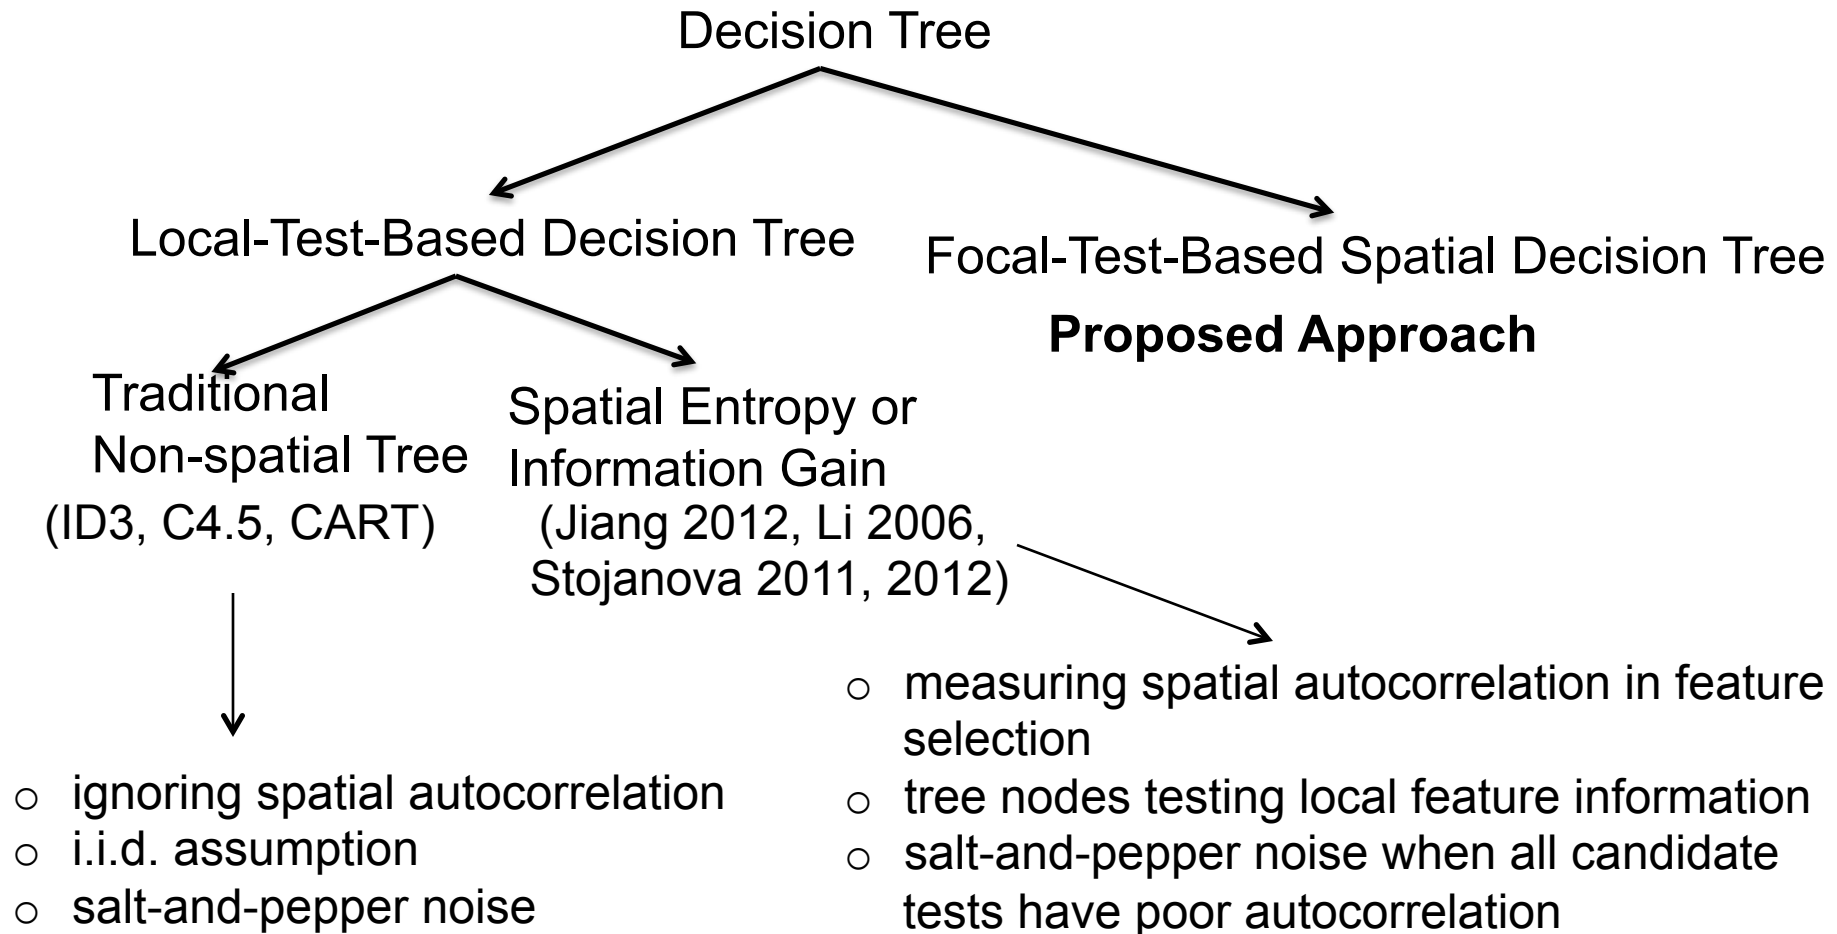 Decision Tree
Local-Test-Based Decision Tree
Focal-Test-Based Spatial Decision Tree
Proposed Approach
Traditional
Non-spatial Tree
(ID3, C4.5, CART)
Spatial Entropy or
Information Gain
(Jiang 2012, Li 2006,
Stojanova 2011, 2012)
o ignoring spatial autocorrelation
o i.i.d. assumption
o salt-and-pepper noise
o measuring spatial autocorrelation in feature
selection
o tree nodes testing local feature information
o salt-and-pepper noise when all candidate
tests have poor autocorrelation